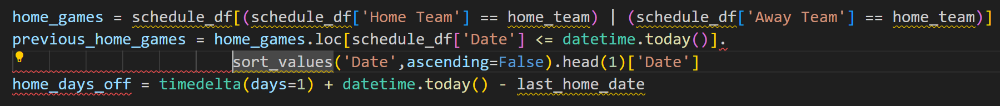 home_games = schedule_df[(schedule_df['Home Team'] == home_team) | (schedule_df['Away Team'] == home_team)]
previous_home_games = home_games.loc[schedule_df['Date'] <= datetime.today()].
sort_values('Date',ascending=False).head(1)['Date']
home_days_off = timedelta(days=1) + datetime.today() - last_home_date